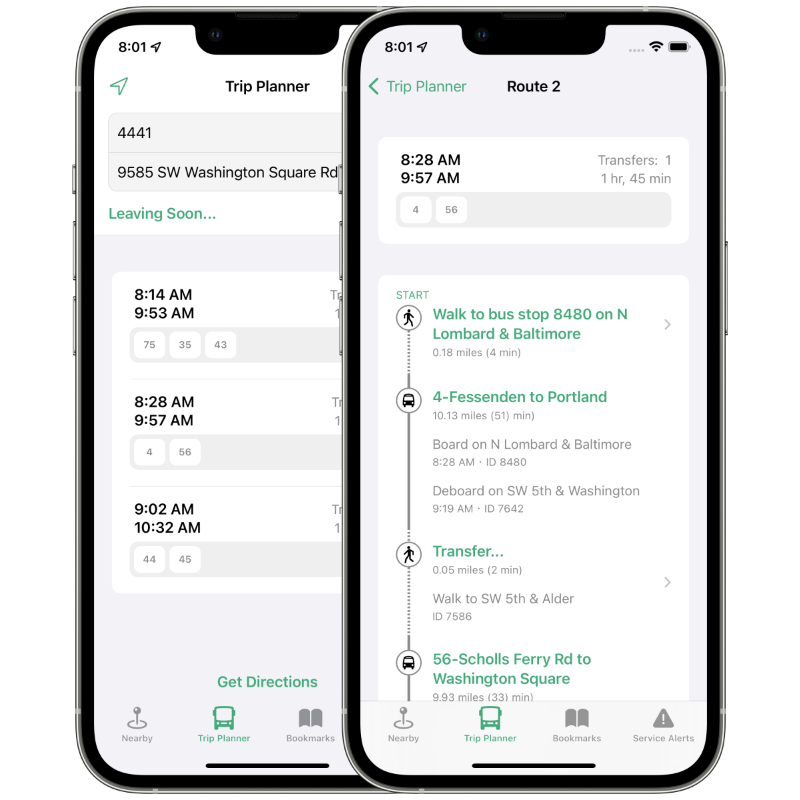 8:01
Trip Planner
4441
9585 SW Washington Square Rd
Leaving Soon...
8:14 AM
9:53 AM
75 35 43
8:28 AM
9:57 AM
4 56
9:02 AM
10:32 AM
44 45
Get Directions
Nearby Trip Planner Bookmarks
8:01
Trip Planner Route 2
8:28 AM Transfers: 1
9:57 AM 1 hr, 45 min
4 56
START
Walk to bus stop 8480 on N
Lombard & Baltimore
0.18 miles (4 min)
4-Fessenden to Portland
10.13 miles (51) min)
Board on N Lombard & Baltimore
8:28 AM · ID 8480
Deboard on SW 5th & Washington
9:19 AM · ID 7642
Transfer...
0.05 miles (2 min)
Walk to SW 5th & Alder
ID 7586
56-Scholls Ferry Rd to
Washington Square
9.93 miles (33) min)
Nearby Trip Planner Bookmarks Service Alerts